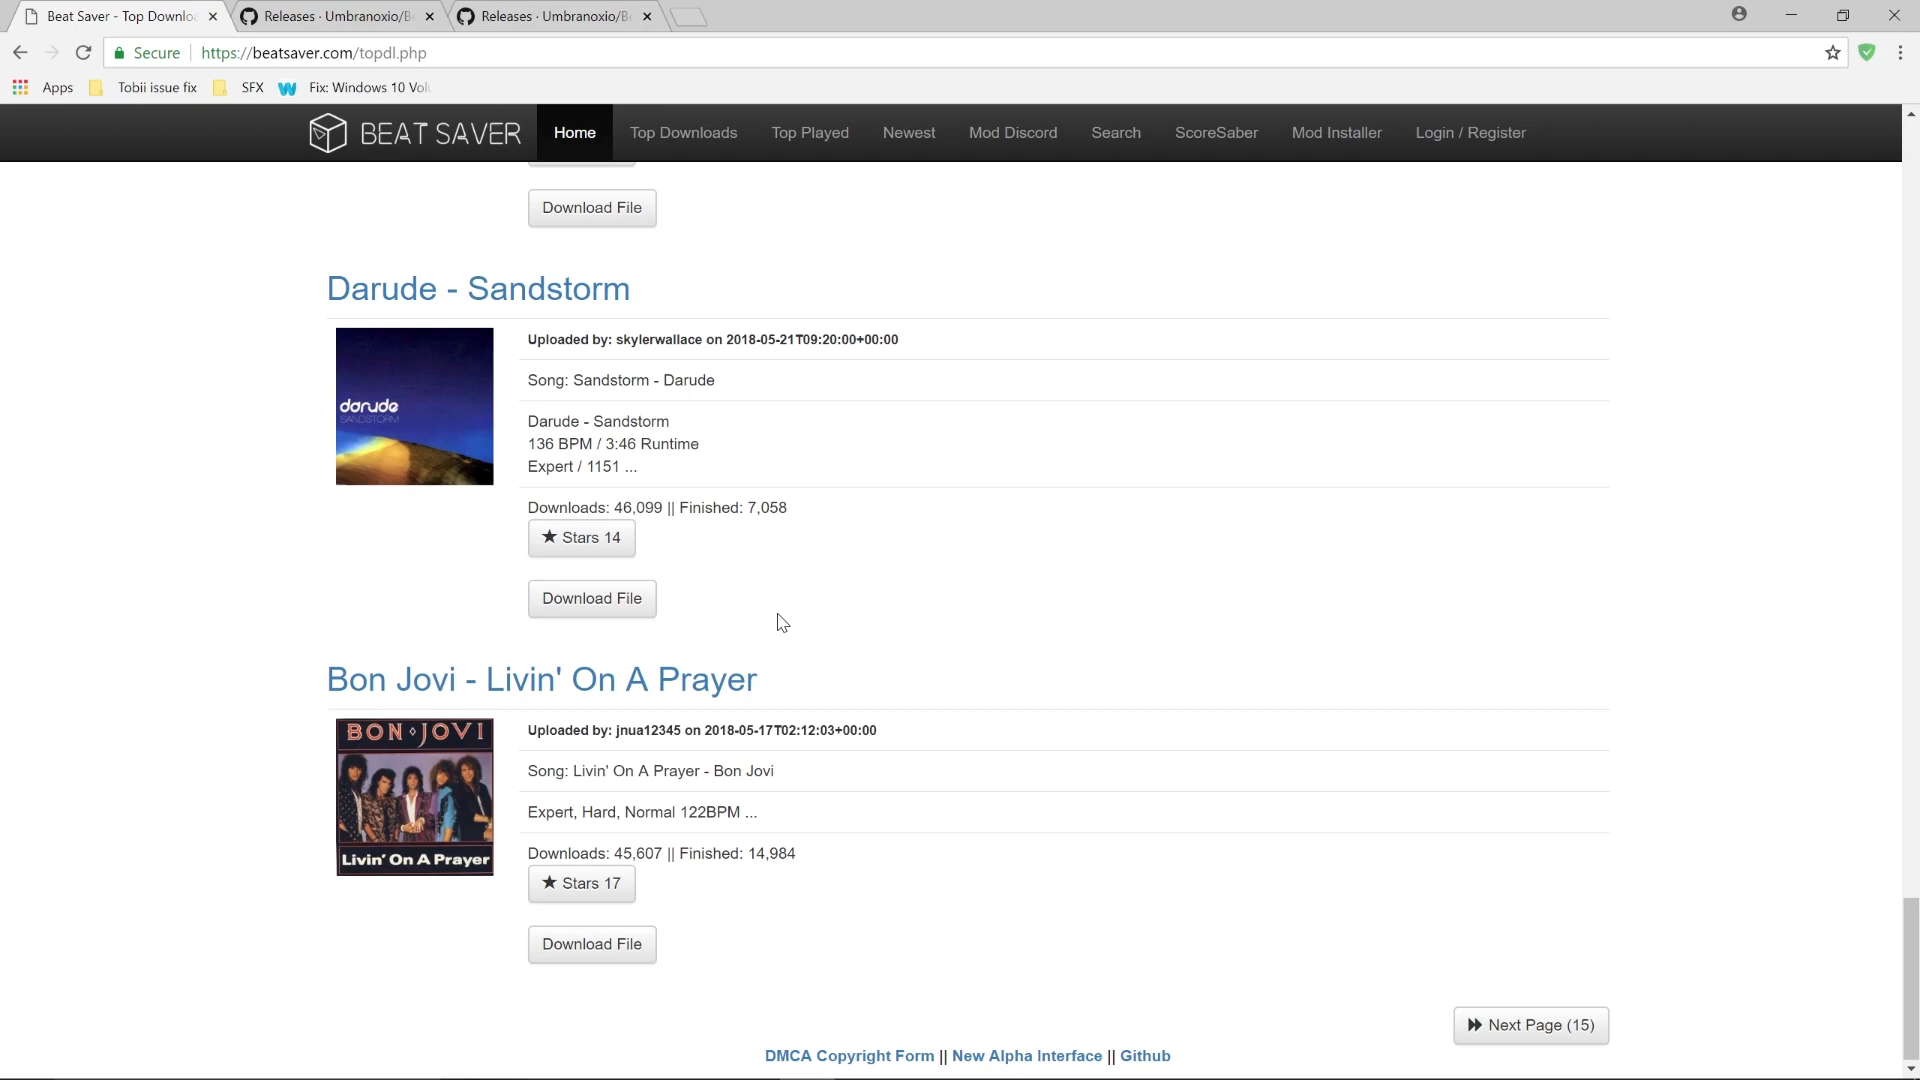 Beat Saver - Top Downlo
Releases · Umbranoxio/B
Releases · Umbranoxio/Be
Secure
https://beatsaver.com/topdl.php
Apps
Tobii issue fix
SFX
Fix: Windows 10 Vol
BEAT SAVER
Home
Top Downloads
Top Played
Newest
Mod Discord
Search
ScoreSaber
Mod Installer
Login / Register
Download File
Darude - Sandstorm
darude
SANDSTORM
Uploaded by: skylerwallace on 2018-05-21T09:20:00+00:00
Song: Sandstorm - Darude
Darude - Sandstorm
136 BPM / 3:46 Runtime
Expert / 1151 ...
Downloads: 46,099 || Finished: 7,058
★ Stars 14
Download File
Bon Jovi - Livin' On A Prayer
BON JOVI
Livin' On A Prayer
Uploaded by: jnua12345 on 2018-05-17T02:12:03+00:00
Song: Livin' On A Prayer - Bon Jovi
Expert, Hard, Normal 122BPM ...
Downloads: 45,607 || Finished: 14,984
★ Stars 17
Download File
Next Page (15)
DMCA Copyright Form || New Alpha Interface || Github